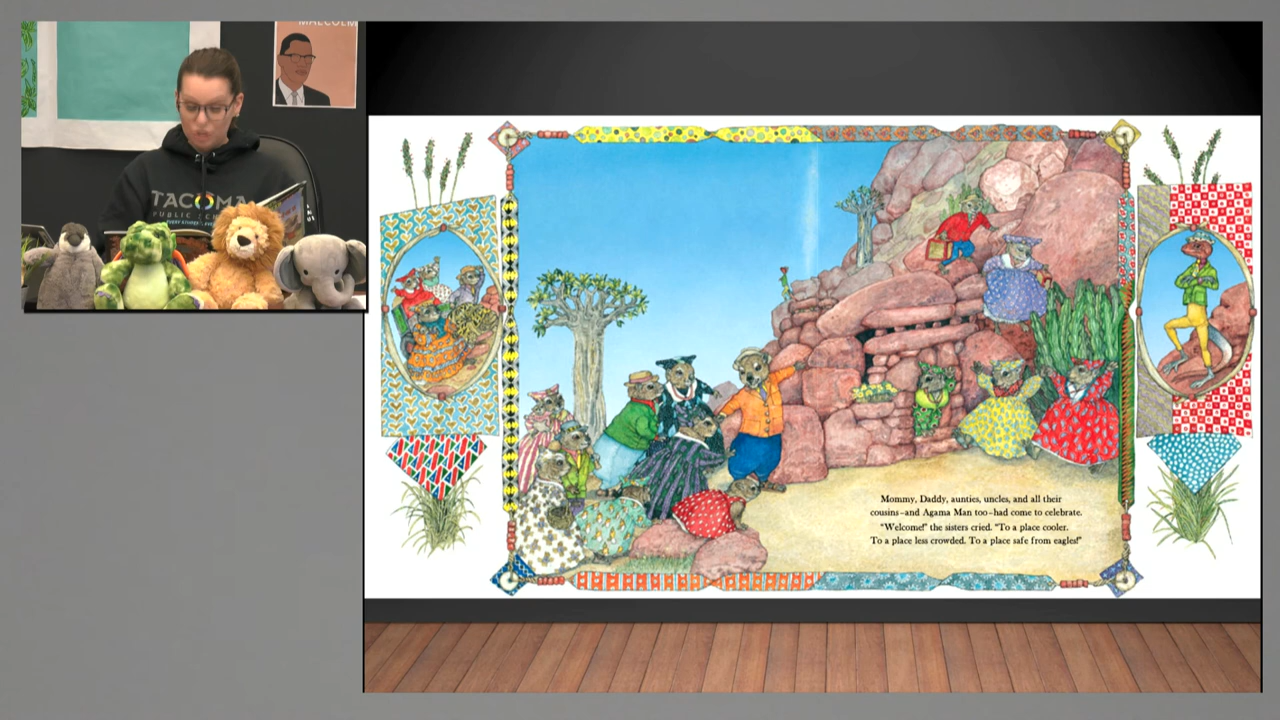 MALCOLM
TACOMA
PUBLIC SCH
Mommy, Daddy, aunties, uncles, and all their
cousins–and Agama Man too–had come to celebrate.
"Welcome!" the sisters cried. "To a place cooler.
To a place less crowded. To a place safe from eagles!"